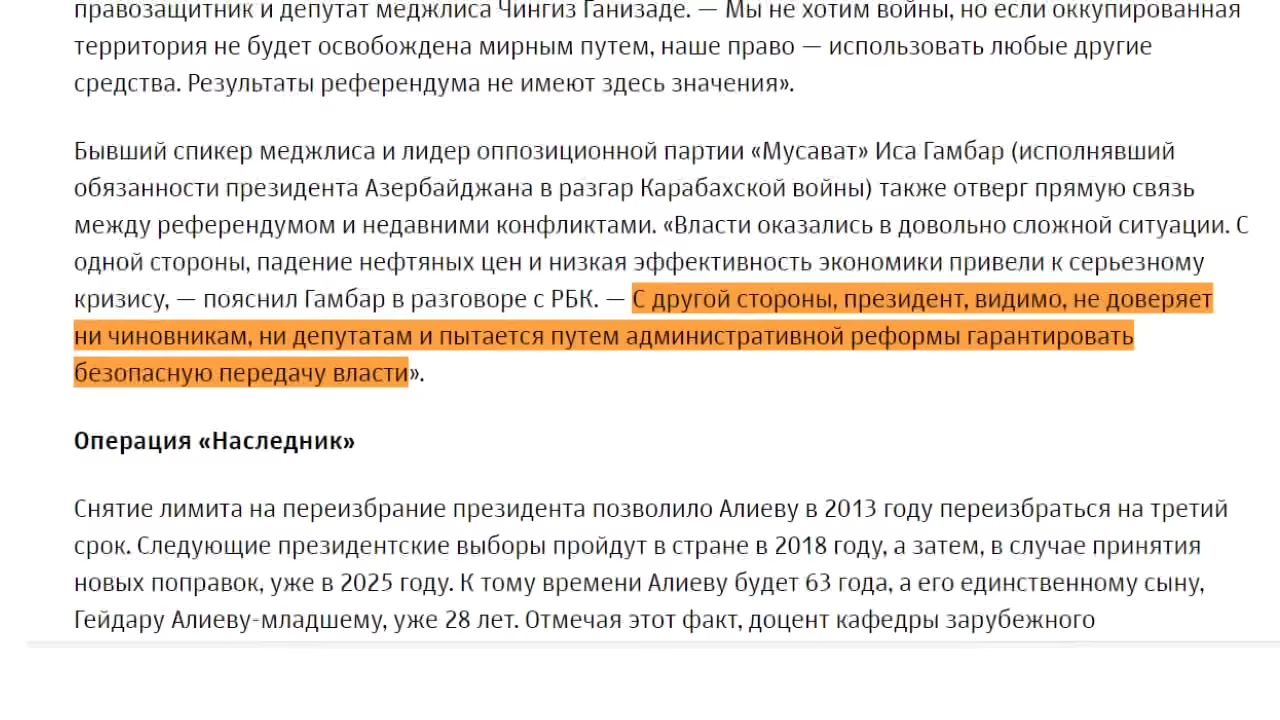 правозащитник и депутат меджлиса Чингиз Ганизаде. — Мы не хотим войны, но если оккупированная
территория не будет освобождена мирным путем, наше право — использовать любые другие
средства. Результаты референдума не имеют здесь значения».
Бывший спикер меджлиса и лидер оппозиционной партии «Мусават» Иса Гамбар (исполнявший
обязанности президента Азербайджана в разгар Карабахской войны) также отверг прямую связь
между референдумом и недавними конфликтами. «Власти оказались в довольно сложной ситуации. С
одной стороны, падение нефтяных цен и низкая эффективность экономики привели к серьезному
кризису, — пояснил Гамбар в разговоре с РБК. — С другой стороны, президент, видимо, не доверяет
ни чиновникам, ни депутатам и пытается путем административной реформы гарантировать
безопасную передачу власти».
Операция «Наследник»
Снятие лимита на переизбрание президента позволило Алиеву в 2013 году переизбраться на третий
срок. Следующие президентские выборы пройдут в стране в 2018 году, а затем, в случае принятия
новых поправок, уже в 2025 году. К тому времени Алиеву будет 63 года, а его единственному сыну,
Гейдару Алиеву-младшему, уже 28 лет. Отмечая этот факт, доцент кафедры зарубежного